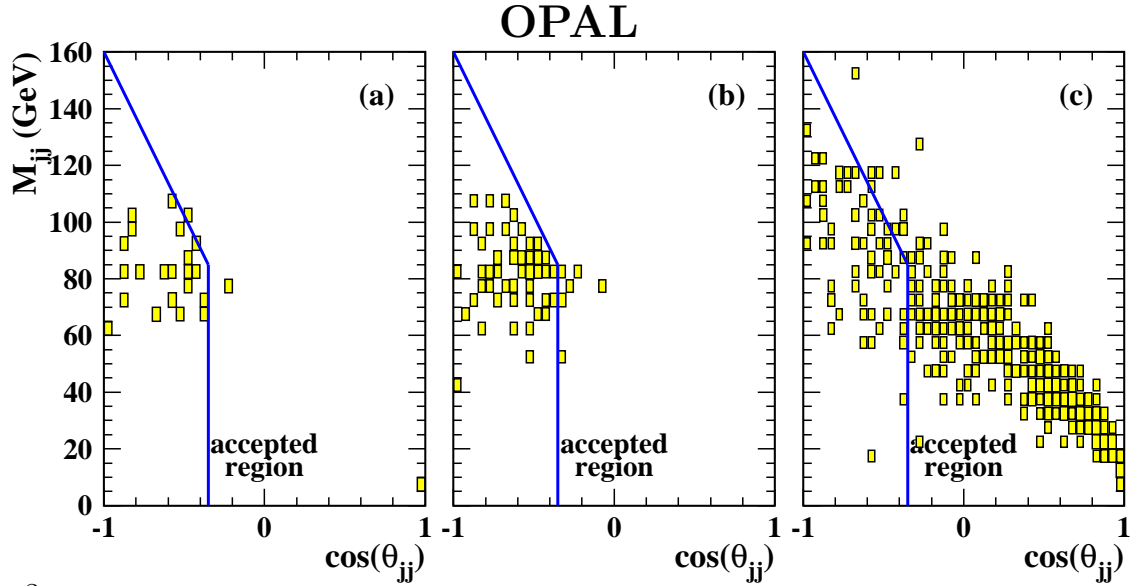 OPAL
M_jj (GeV)
160
140
120
100
80
60
40
20
0
(a)
accepted
region
-1 0 1
cos(θ_jj)
(b)
accepted
region
-1 0 1
cos(θ_jj)
(c)
accepted
region
-1 0 1
cos(θ_jj)